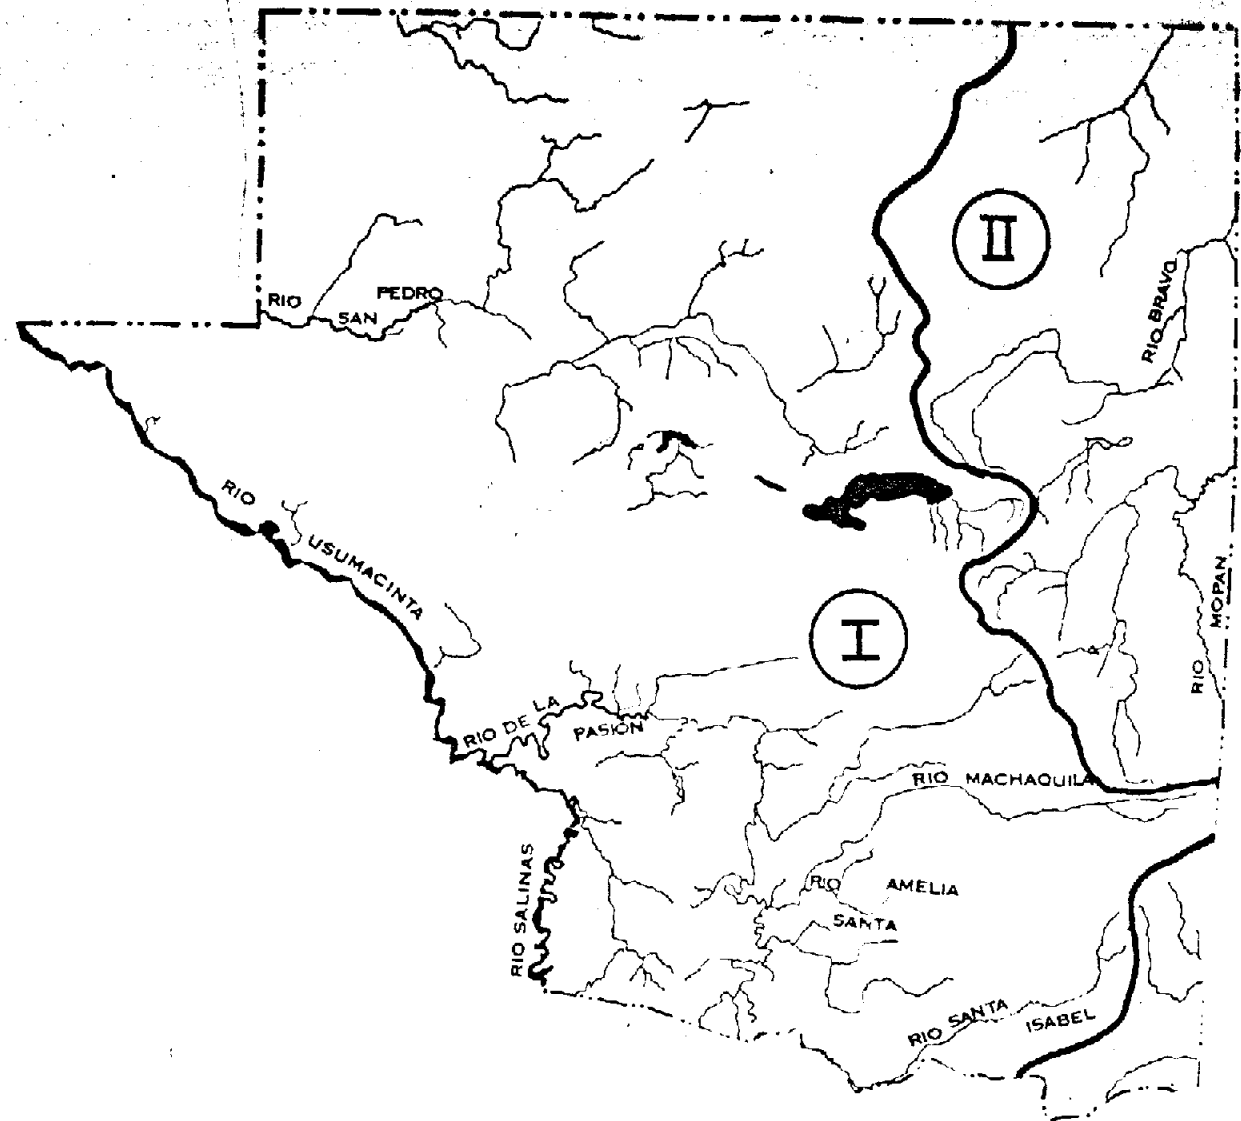 II
RIO BRAVO
RIO SAN PEDRO
RIO USUMACINTA
RIO MOPAN
I
RIO DE LA PASION
RIO MACHAQUILA
RIO SALINAS
RIO AMELIA
SANTA
RIO SANTA ISABEL